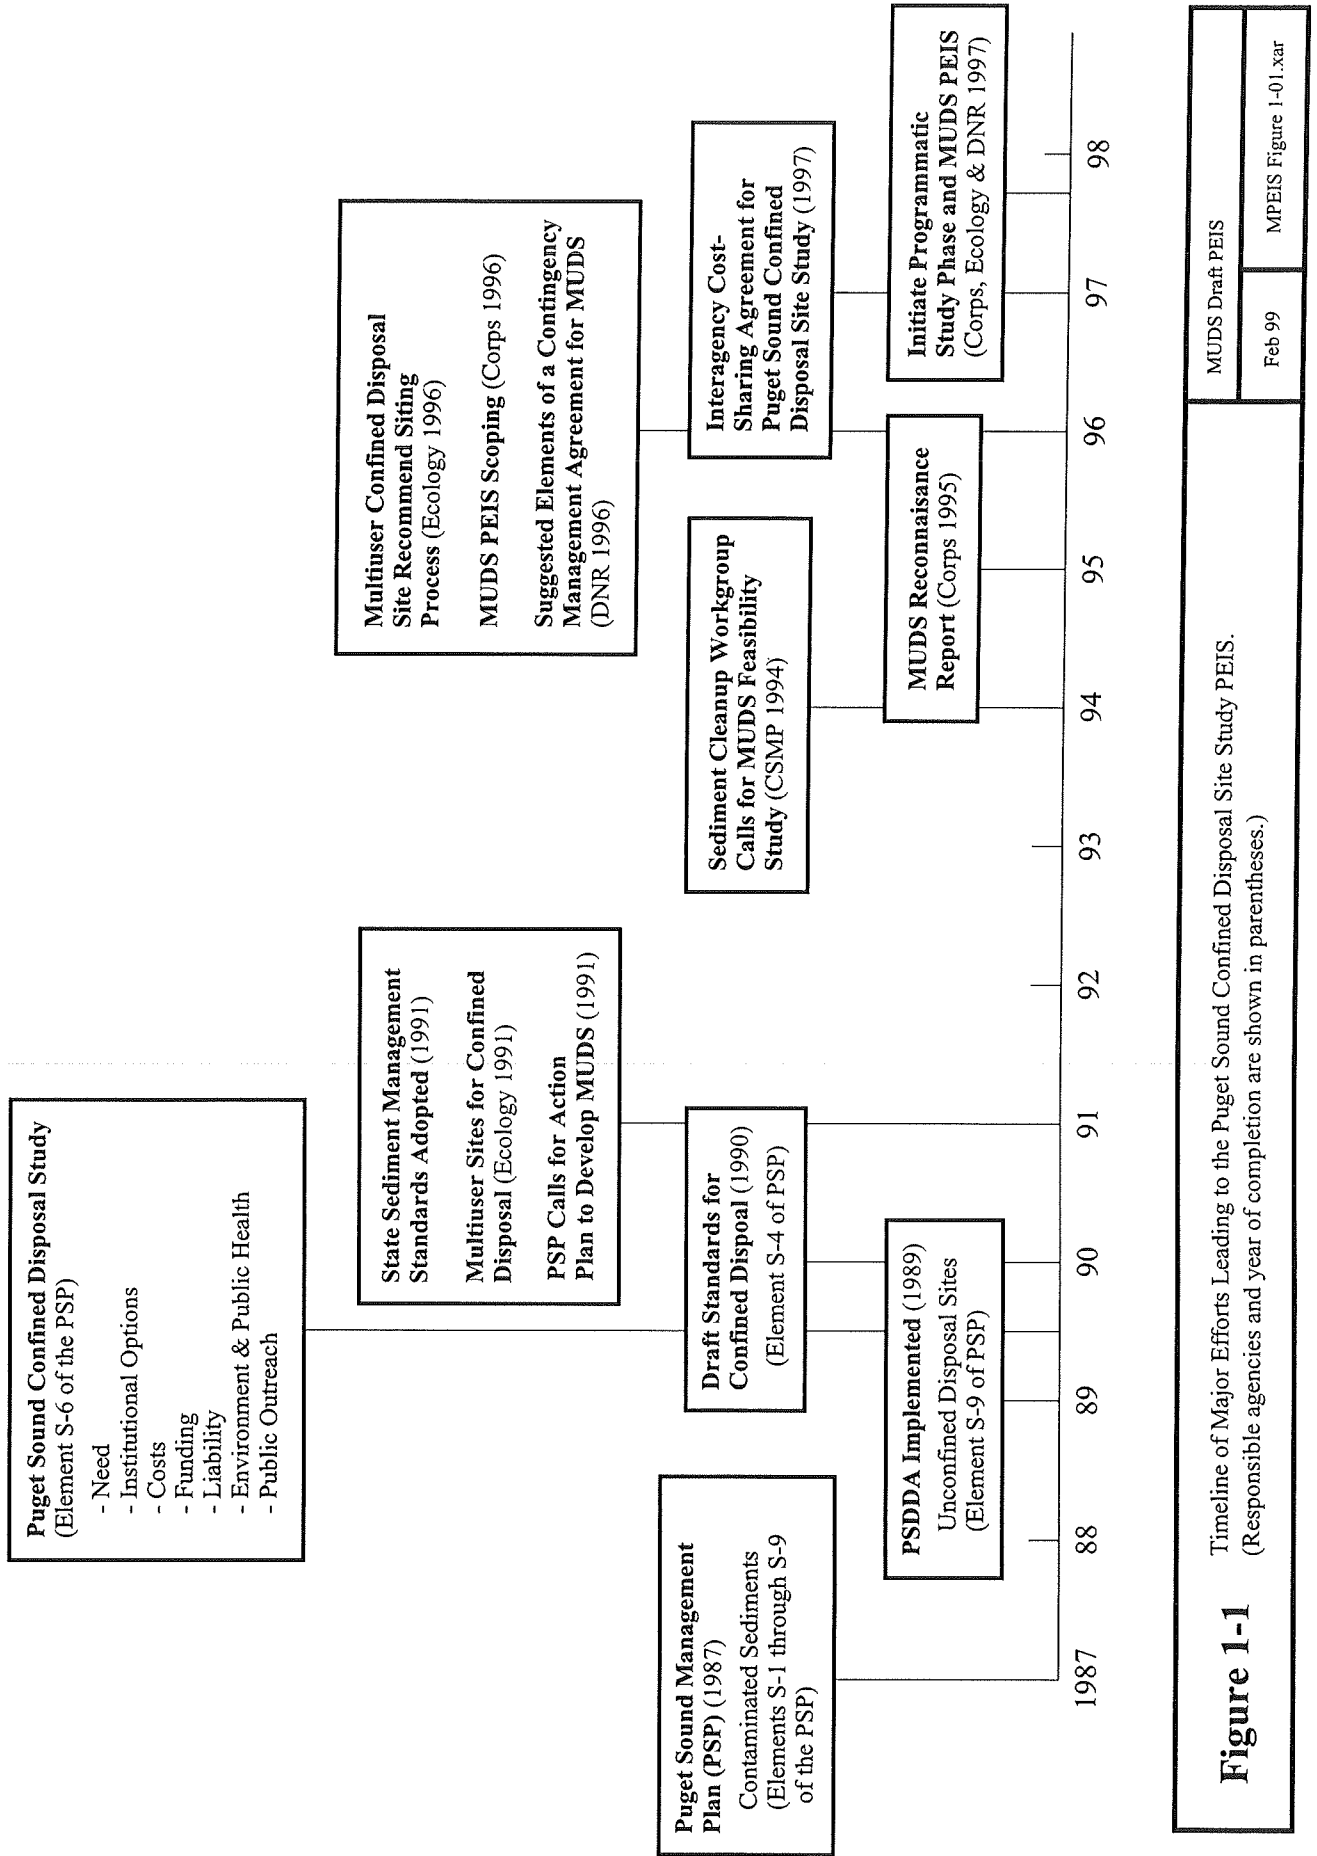 Puget Sound Confined Disposal Study
(Element S-6 of the PSP)
- Need
- Institutional Options
- Costs
- Funding
- Liability
- Environment & Public Health
- Public Outreach
State Sediment Management
Standards Adopted (1991)
Multiuser Sites for Confined
Disposal (Ecology 1991)
PSP Calls for Action
Plan to Develop MUDS (1991)
Multiuser Confined Disposal
Site Recommend Siting
Process (Ecology 1996)
MUDS PEIS Scoping (Corps 1996)
Suggested Elements of a Contingency
Management Agreement for MUDS
(DNR 1996)
Puget Sound Management
Plan (PSP) (1987)
Contaminated Sediments
(Elements S-1 through S-9
of the PSP)
Draft Standards for
Confined Disposal (1990)
(Element S-4 of PSP)
Sediment Cleanup Workgroup
Calls for MUDS Feasibility
Study (CSMP 1994)
Interagency Cost-
Sharing Agreement for
Puget Sound Confined
Disposal Site Study (1997)
PSDDA Implemented (1989)
Unconfined Disposal Sites
(Element S-9 of PSP)
MUDS Reconnaisance
Report (Corps 1995)
Initiate Programmatic
Study Phase and MUDS PEIS
(Corps, Ecology & DNR 1997)
1987 88 89 90 91 92 93 94 95 96 97 98
Figure 1-1
Timeline of Major Efforts Leading to the Puget Sound Confined Disposal Site Study PEIS.
(Responsible agencies and year of completion are shown in parentheses.)
MUDS Draft PEIS
Feb 99
MPEIS Figure 1-01.xar